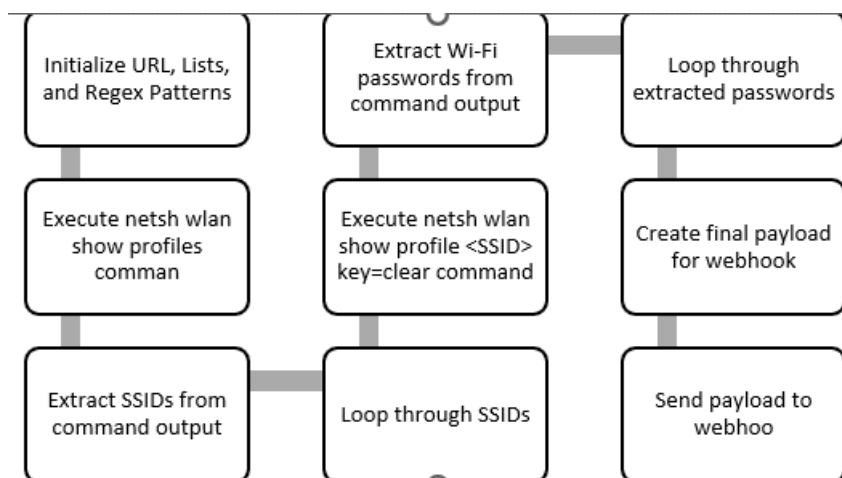 Initialize URL, Lists,
and Regex Patterns
Execute netsh wlan
show profiles
comman
Extract SSIDs from
command output
Loop through SSIDs
Execute netsh wlan
show profile <SSID>
key=clear command
Extract Wi-Fi
passwords from
command output
Loop through
extracted passwords
Create final payload
for webhook
Send payload to
webhoo